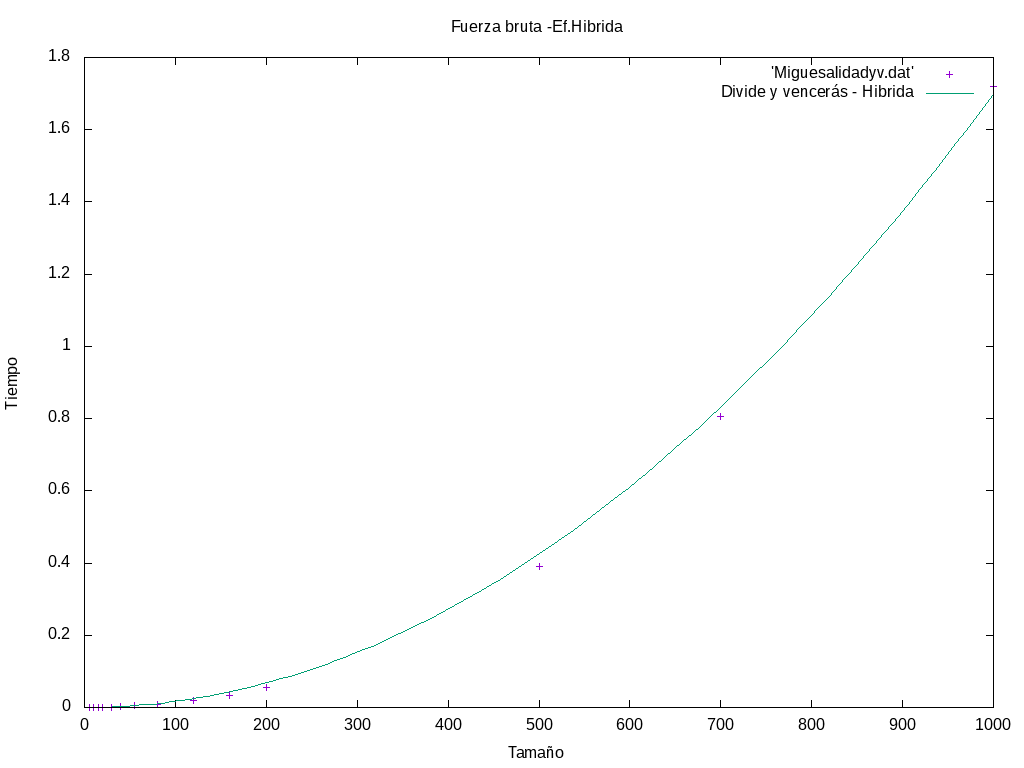 Fuerza bruta -Ef.Hibrida
'Miguesalidadyv.dat'
Divide y vencerás - Hibrida
1.8
1.6
1.4
1.2
1
0.8
0.6
0.4
0.2
0
Tiempo
0 100 200 300 400 500 600 700 800 900 1000
Tamaño